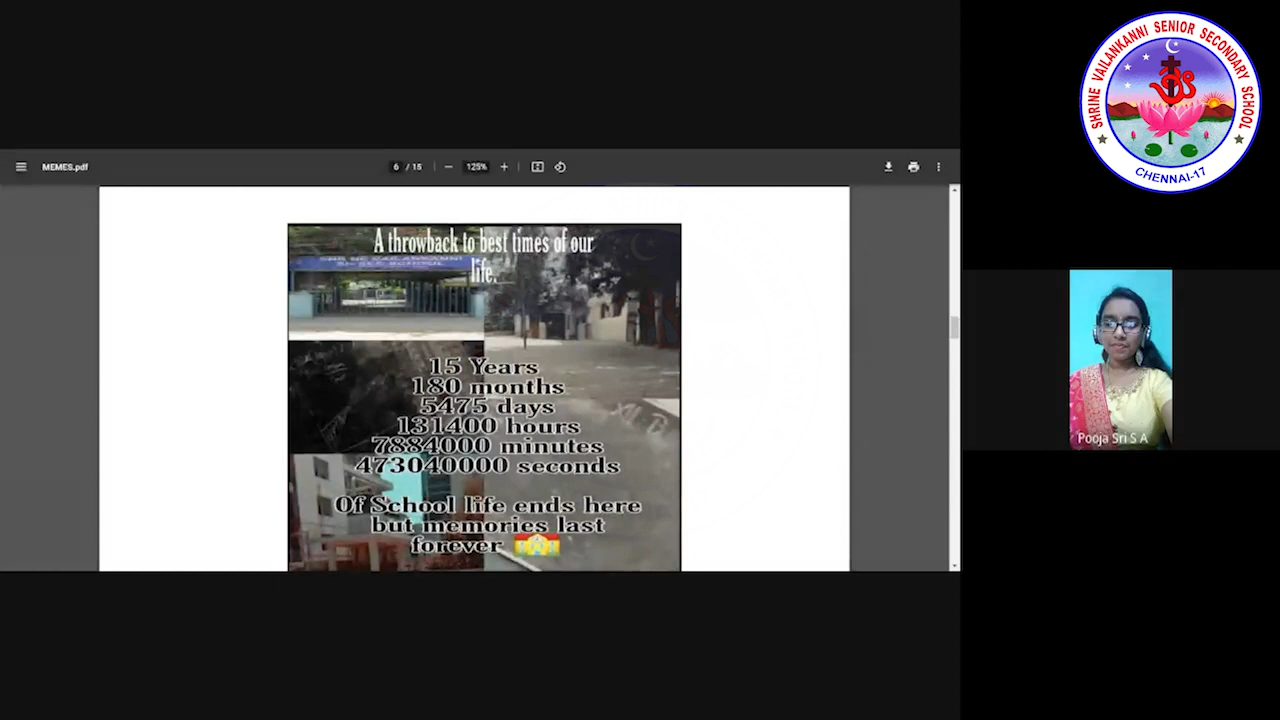 SHRINE VAILANKANNI SENIOR SECONDARY SCHOOL
CHENNAI-17
MEMES.pdf
6 / 15
125%
A throwback to best times of our
life.
15 Years
180 months
5475 days
131400 hours
7884000 minutes
473040000 seconds
Of School life ends here
but memories last
forever
Pooja Sri S A